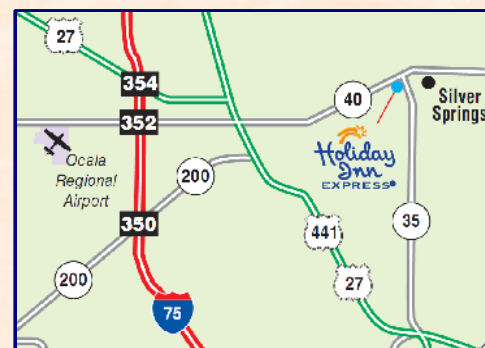 27
354
40
352
Silver
Springs
Holiday
Inn
EXPRESS®
Ocala
Regional
Airport
200
350
441
35
200
27
75